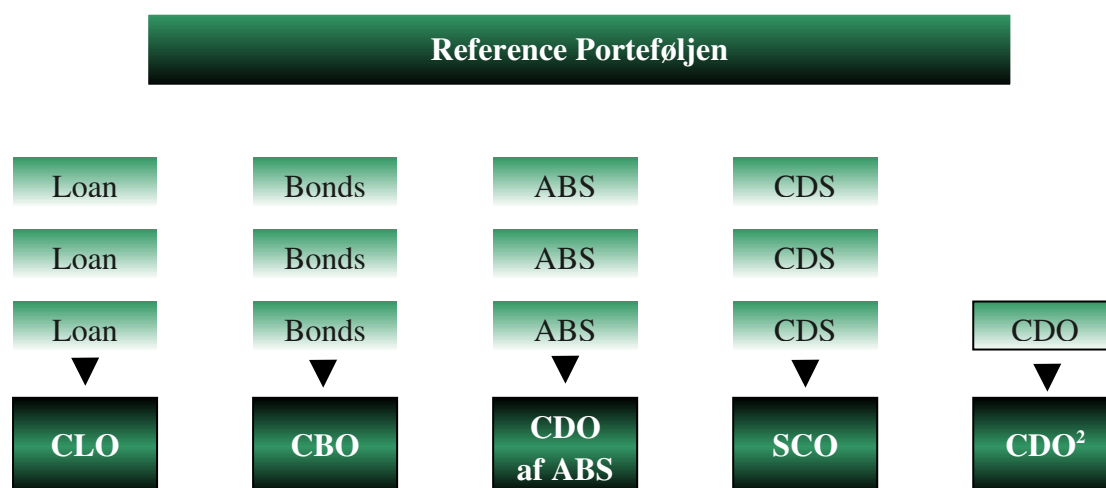 Reference Porteføljen
Loan Bonds ABS CDS
Loan Bonds ABS CDS
Loan Bonds ABS CDS CDO
CLO CBO CDO af ABS SCO CDO²